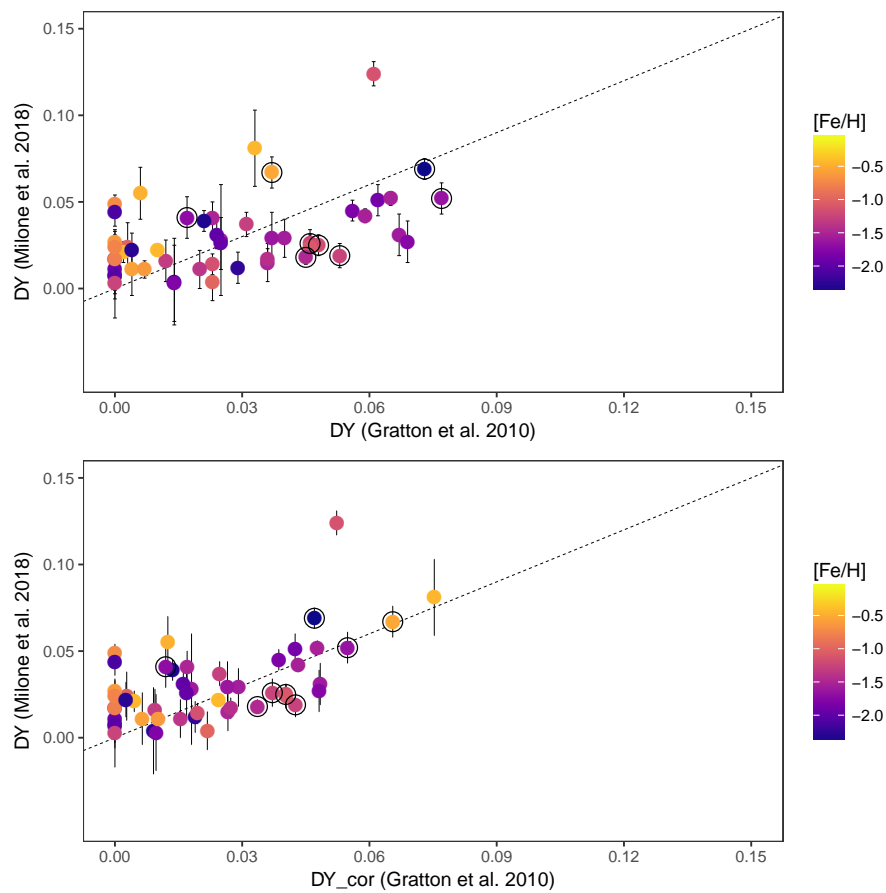 0.15
0.10
0.05
0.00
DY (Milone et al. 2018)
0.00 0.03 0.06 0.09 0.12 0.15
DY (Gratton et al. 2010)
[Fe/H]
−0.5
−1.0
−1.5
−2.0
0.15
0.10
0.05
0.00
DY (Milone et al. 2018)
0.00 0.03 0.06 0.09 0.12 0.15
DY_cor (Gratton et al. 2010)
[Fe/H]
−0.5
−1.0
−1.5
−2.0